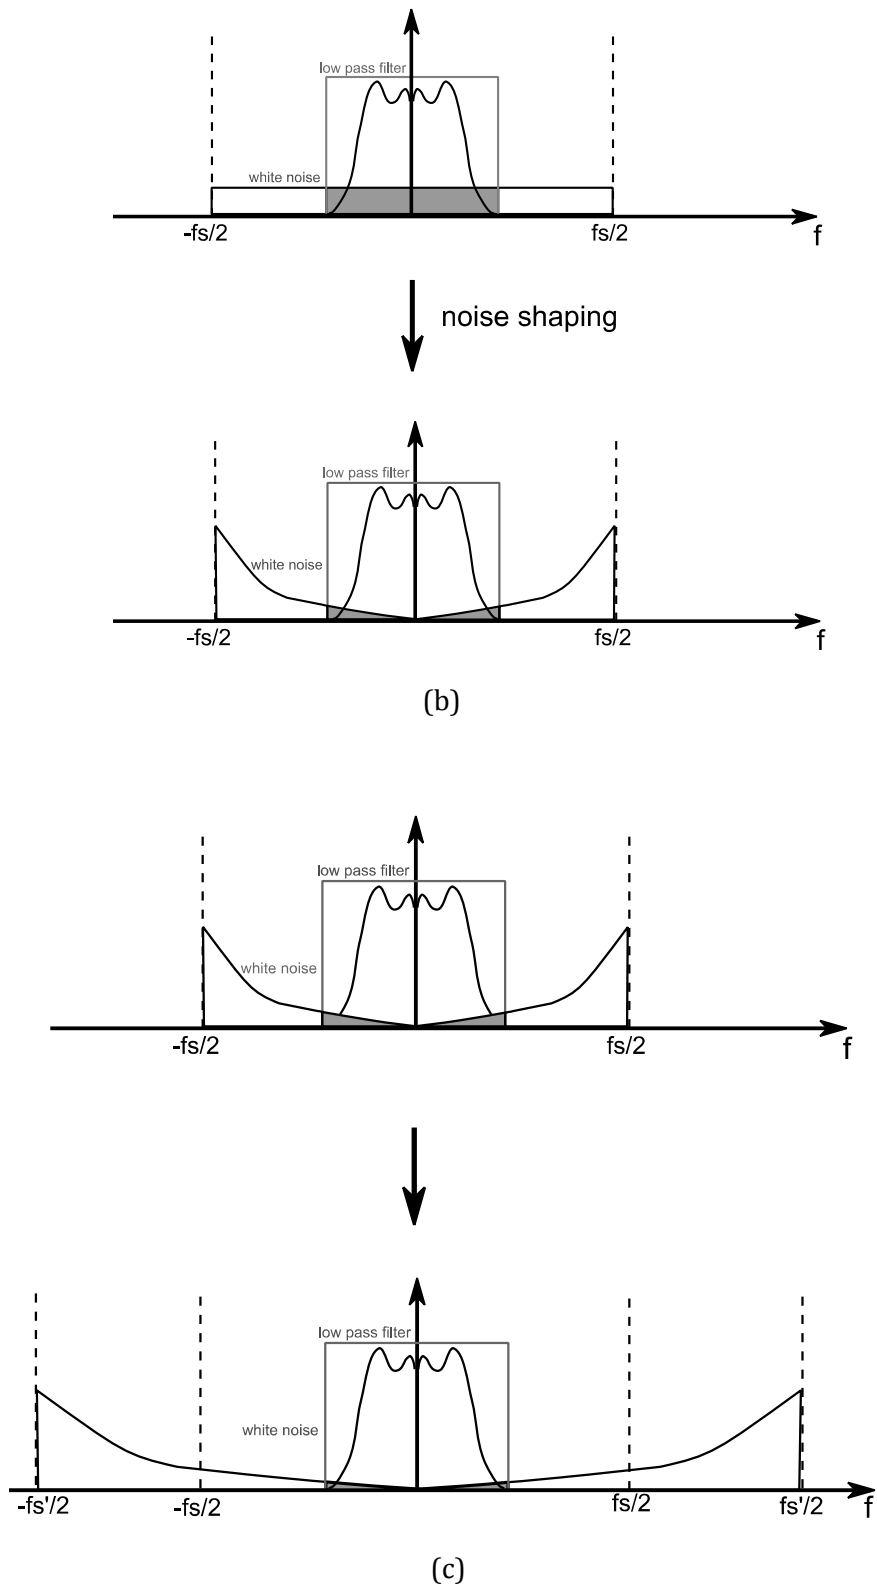 low pass filter
white noise
-fs/2
fs/2
f
noise shaping
low pass filter
white noise
-fs/2
fs/2
f
(b)
low pass filter
white noise
-fs/2
fs/2
f
low pass filter
white noise
-fs'/2
-fs/2
fs/2
fs'/2
f
(c)